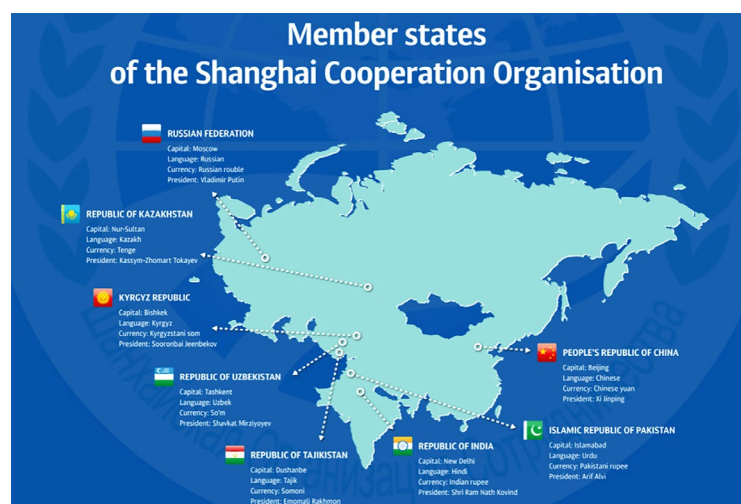 Member states
of the Shanghai Cooperation Organisation
RUSSIAN FEDERATION
Capital: Moscow
Language: Russian
Currency: Russian rouble
President: Vladimir Putin
REPUBLIC OF KAZAKHSTAN
Capital: Nur-Sultan
Language: Kazakh
Currency: Tenge
President: Kassym-Zhomart Tokayev
KYRGYZ REPUBLIC
Capital: Bishkek
Language: Kyrgyz
Currency: Kyrgyzstani som
President: Sooronbai Jeenbekov
REPUBLIC OF UZBEKISTAN
Capital: Tashkent
Language: Uzbek
Currency: So'm
President: Shavkat Mirziyoyev
REPUBLIC OF TAJIKISTAN
Capital: Dushanbe
Language: Tajik
Currency: Somoni
President: Emomali Rakhmon
REPUBLIC OF INDIA
Capital: New Delhi
Language: Hindi
Currency: Indian rupee
President: Shri Ram Nath Kovind
PEOPLE'S REPUBLIC OF CHINA
Capital: Beijing
Language: Chinese
Currency: Chinese yuan
President: Xi Jinping
ISLAMIC REPUBLIC OF PAKISTAN
Capital: Islamabad
Language: Urdu
Currency: Pakistani rupee
President: Arif Alvi